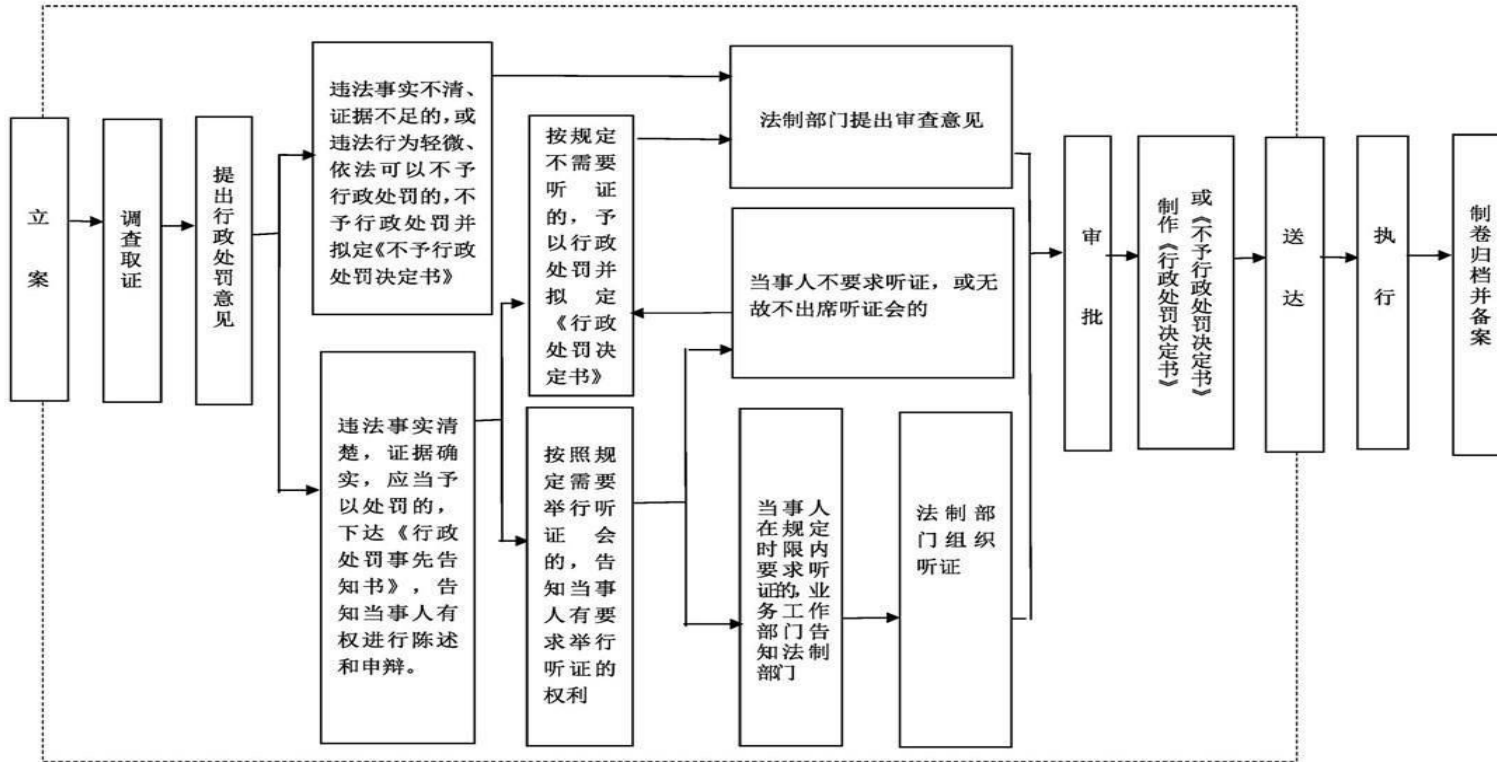 立案
调查取证
提出行政处罚意见
违法事实不清、
证据不足的，或
违法行为轻微、
依法可以不予
行政处罚的，不
予行政处罚并
拟定《不予行政
处罚决定书》
违法事实清
楚，证据确
实，应当予
以处罚的，
下达《行政
处罚事先告
知书》，告
知当事人有
权进行陈述
和申辩。
按规定
不需要
听证
的，予
以行政
处罚并
拟定
《行政
处罚决
定书》
按照规
定需要
举行听
证会
的，告
知当事
人有要
求举行
听证的
权利
法制部门提出审查意见
当事人不要求听证，或无
故不出席听证会的
当事人
在规定
时限内
要求听
证的，业
务工作
部门告
知法制
部门
法制部
门组织
听证
审批
制作《行政处罚决定书》
或《不予行政处罚决定书》
送达
执行
制卷归档并备案